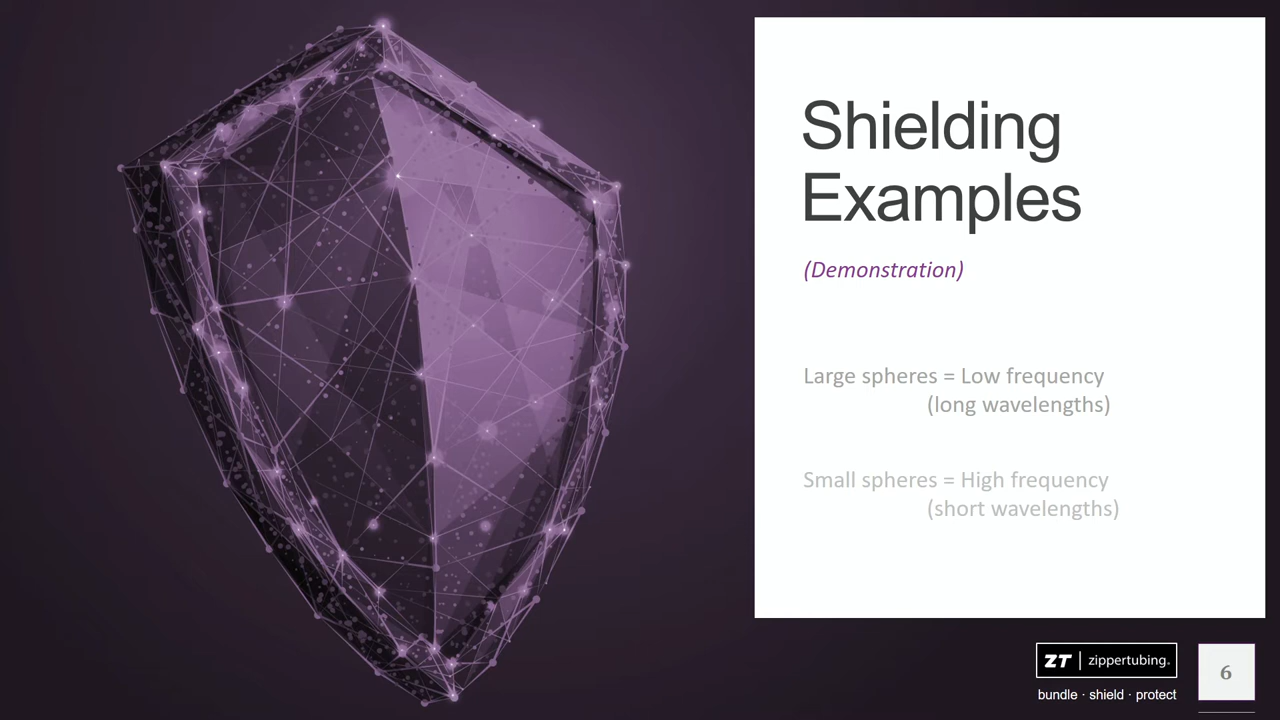 Shielding
Examples
(Demonstration)
Large spheres = Low frequency
(long wavelengths)
Small spheres = High frequency
(short wavelengths)
ZT | zippertubing.
bundle · shield · protect
6